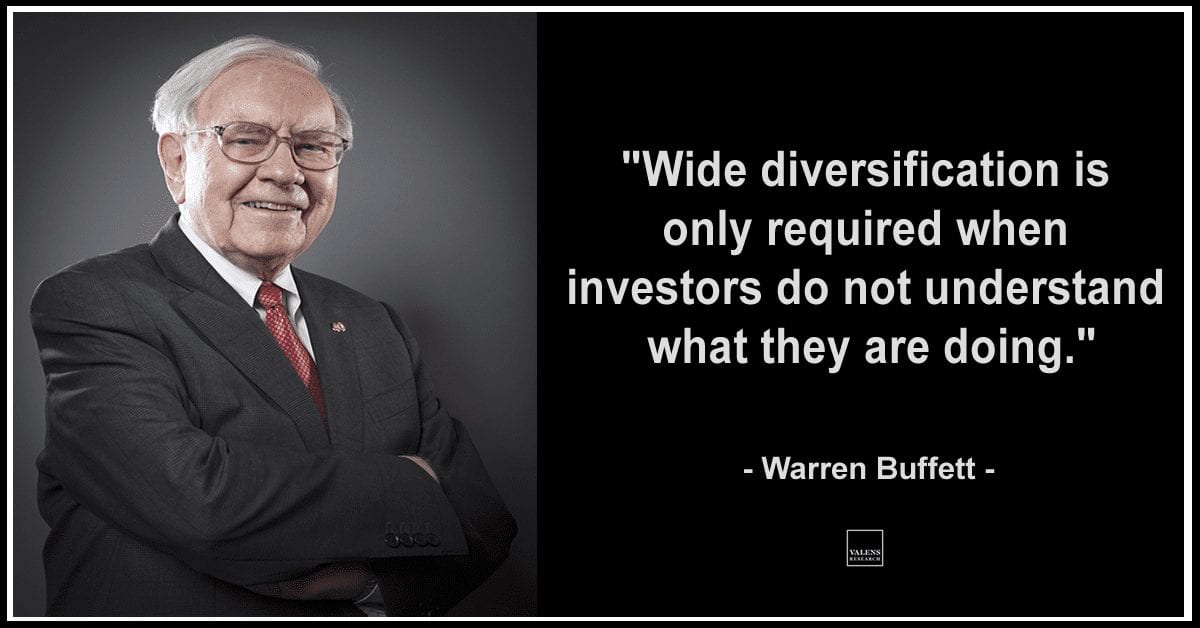 "Wide diversification is
only required when
investors do not understand
what they are doing."
- Warren Buffett -
VALENS
RESEARCH